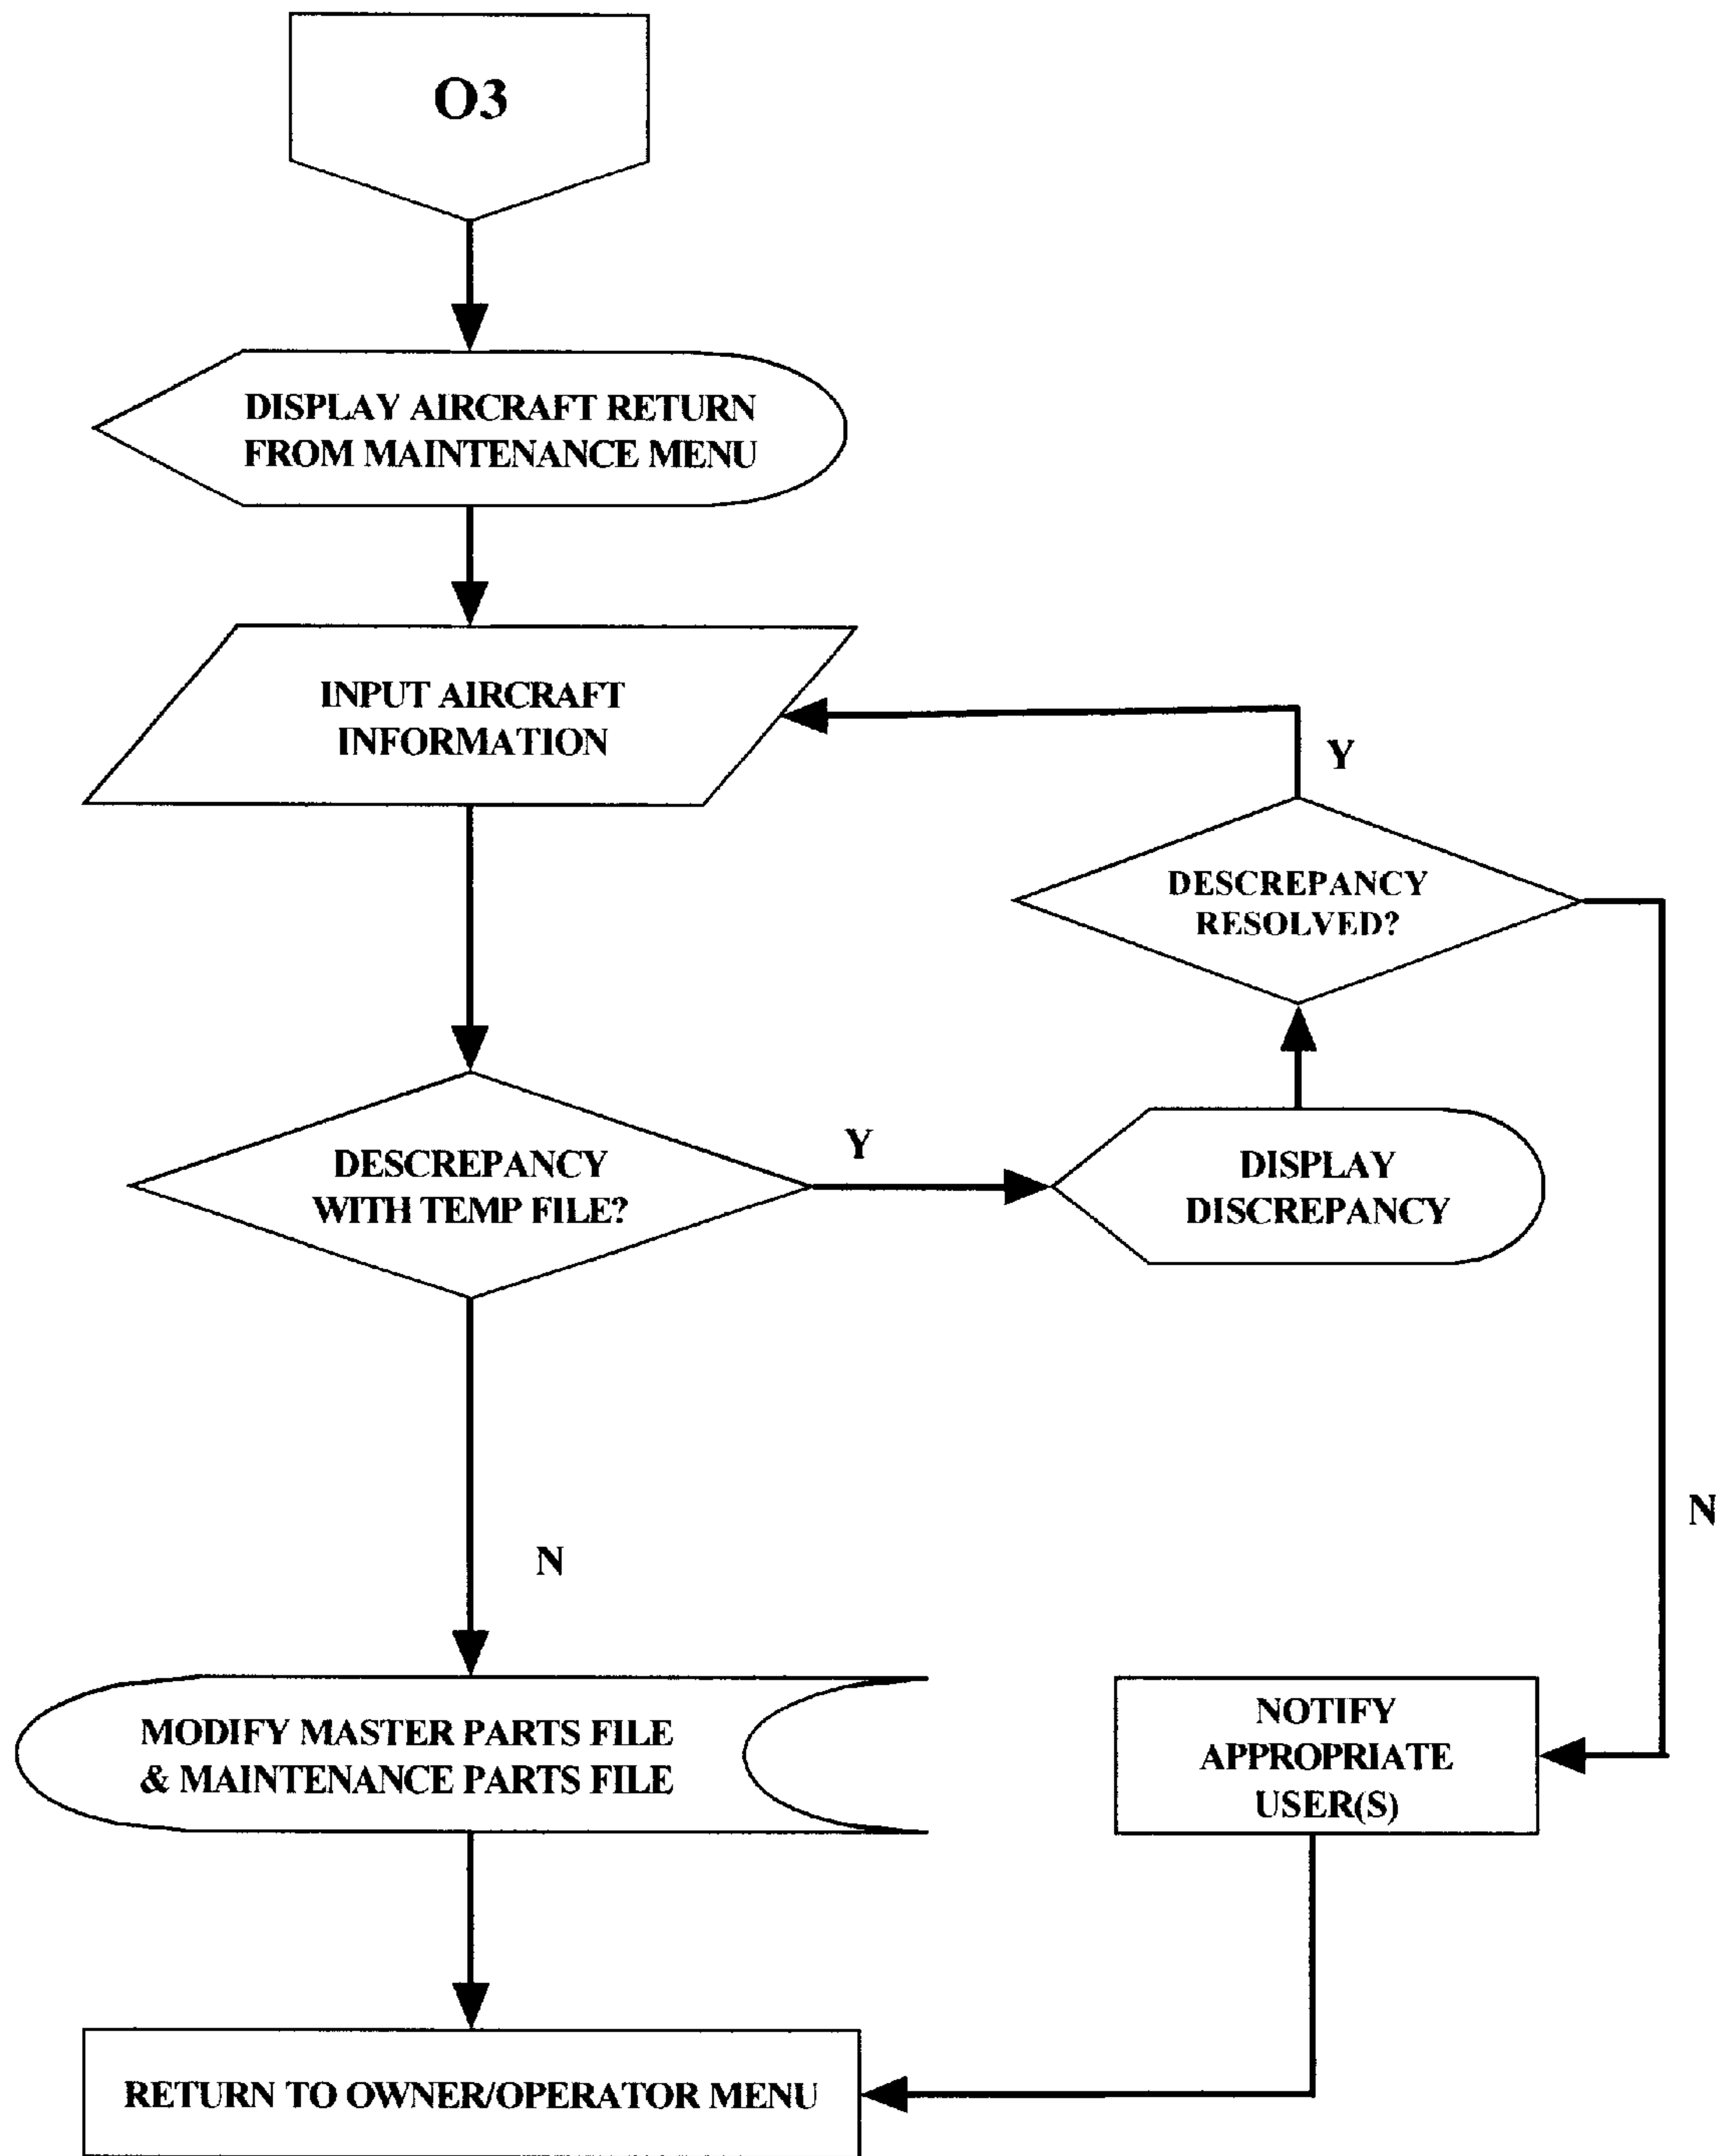 O3
DISPLAY AIRCRAFT RETURN
FROM MAINTENANCE MENU
INPUT AIRCRAFT
INFORMATION
Y
DESCREPANCY
RESOLVED?
DESCREPANCY
WITH TEMP FILE?
Y
DISPLAY
DISCREPANCY
N
N
MODIFY MASTER PARTS FILE
& MAINTENANCE PARTS FILE
NOTIFY
APPROPRIATE
USER(S)
RETURN TO OWNER/OPERATOR MENU